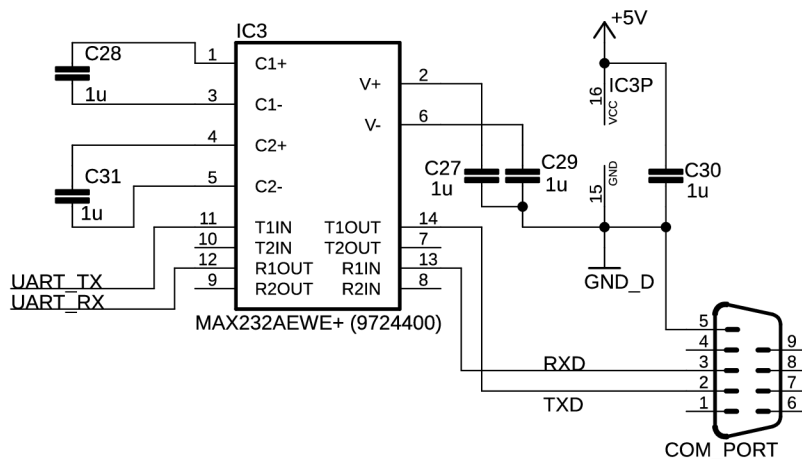 IC3
+5V
C28
1u
1
C1+
3
C1-
V+
2
IC3P
16
VCC
4
C2+
V-
6
C31
1u
5
C2-
C27
1u
C29
1u
15
GND
C30
1u
11
T1IN
T1OUT
14
10
T2IN
T2OUT
7
12
R1OUT
R1IN
13
9
R2OUT
R2IN
8
UART_TX
UART_RX
GND_D
MAX232AEWE+ (9724400)
5
4
9
RXD
3
8
2
7
TXD
1
6
COM PORT